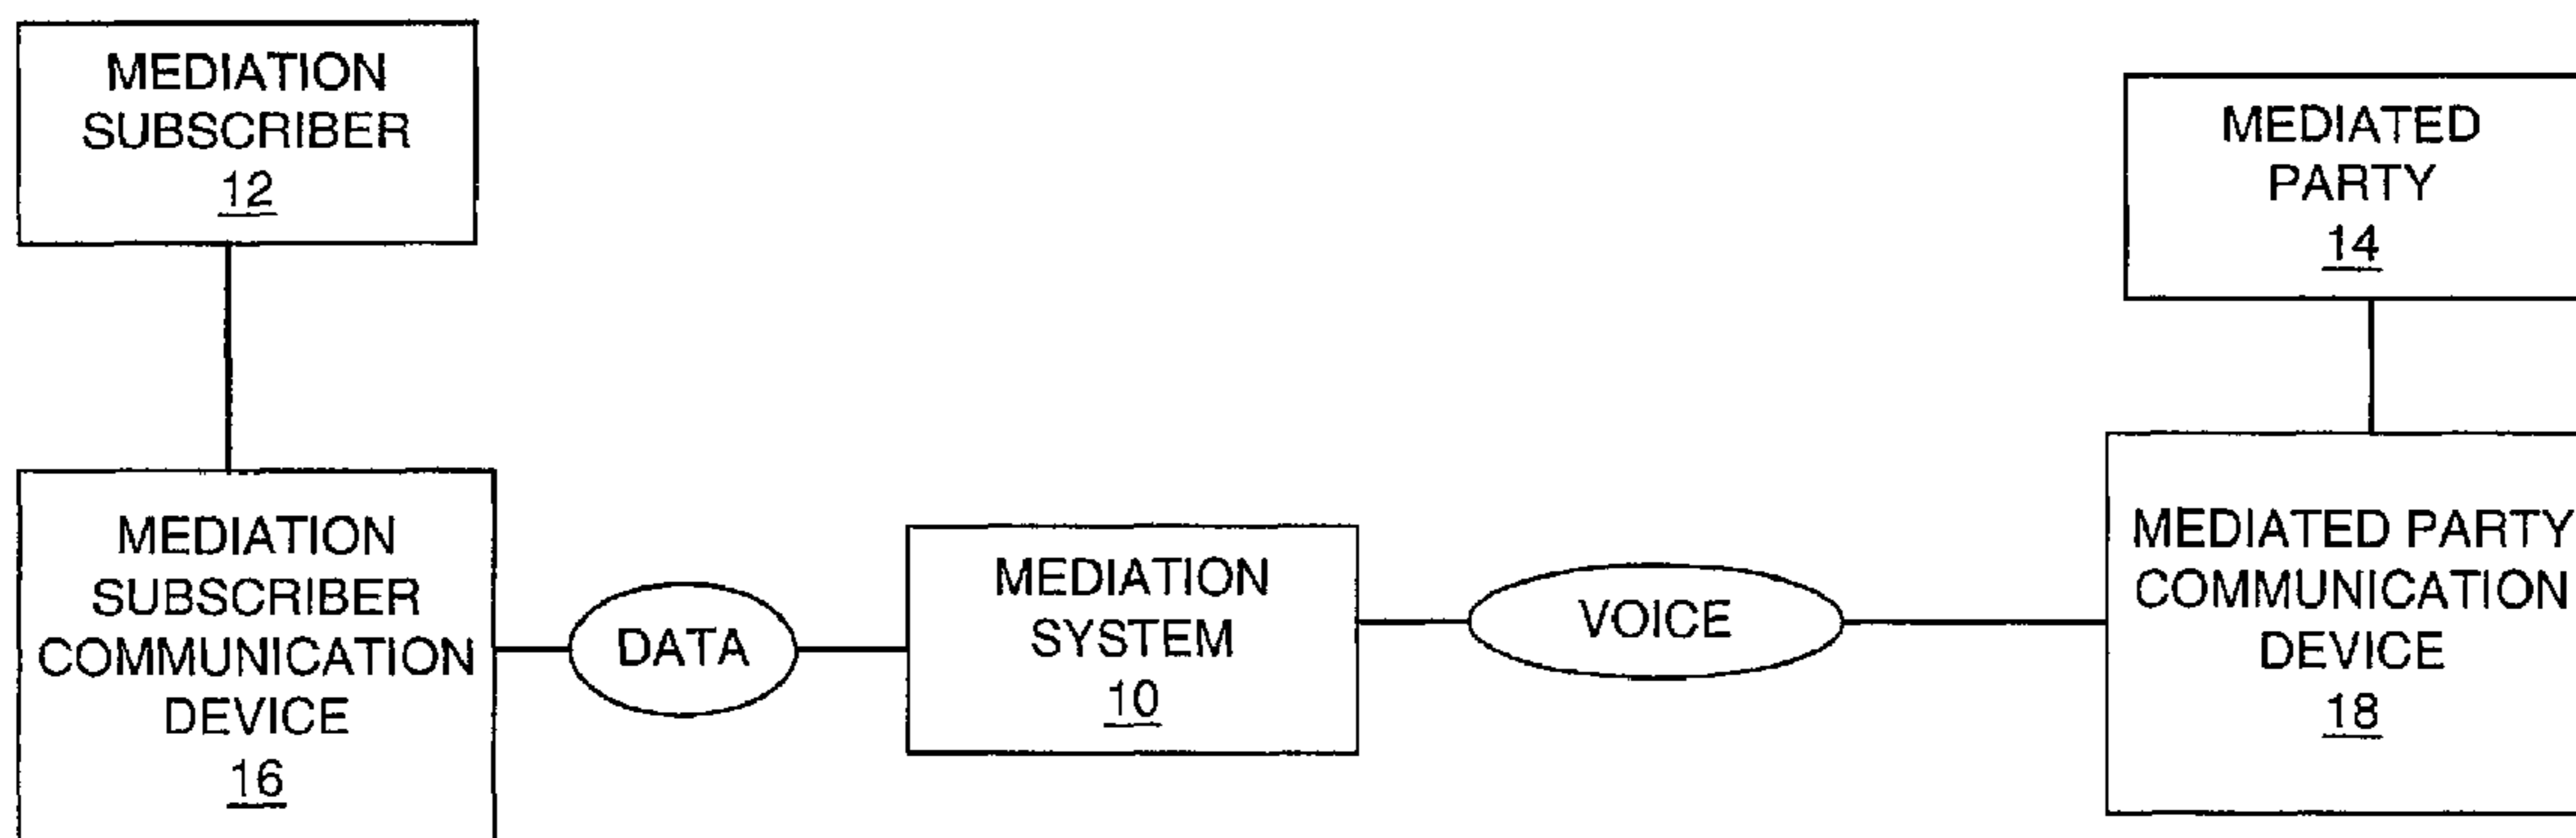 MEDIATION
SUBSCRIBER
12
MEDIATED
PARTY
14
MEDIATION
SUBSCRIBER
COMMUNICATION
DEVICE
16
DATA
MEDIATION
SYSTEM
10
VOICE
MEDIATED PARTY
COMMUNICATION
DEVICE
18